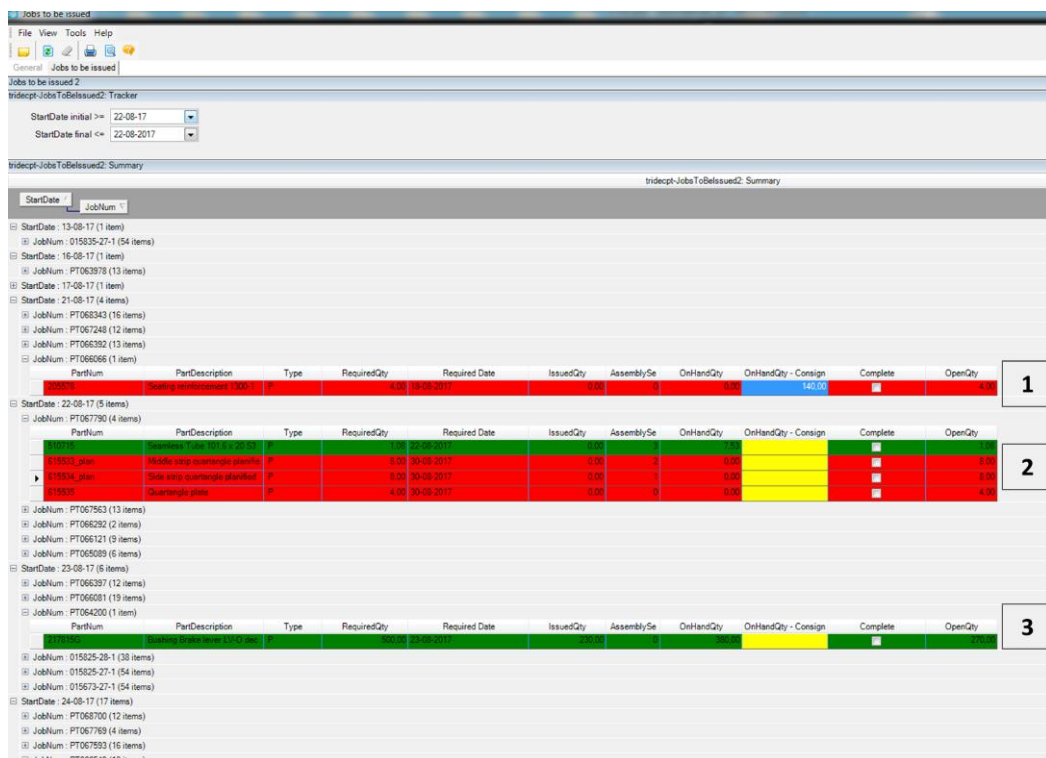 Jobs to be issued
File View Tools Help
General Jobs to be issued
Jobs to be issued 2
tridecpt-JobsToBeIssued2: Tracker
StartDate initial >= 22-08-17
StartDate final <= 22-08-2017
tridecpt-JobsToBeIssued2: Summary
tridecpt-JobsToBeIssued2: Summary
StartDate
JobNum
StartDate : 13-08-17 (1 item)
JobNum : 015835-27-1 (54 items)
StartDate : 16-08-17 (1 item)
JobNum : PT063978 (13 items)
StartDate : 17-08-17 (1 item)
StartDate : 21-08-17 (4 items)
JobNum : PT068343 (16 items)
JobNum : PT067248 (12 items)
JobNum : PT066392 (13 items)
JobNum : PT066066 (1 item)
PartNum PartDescription Type RequiredQty Required Date IssuedQty AssemblySe OnHandQty OnHandQty - Consign Complete OpenQty
205578 Seating reinforcement 1300-1 P 4,00 18-08-2017 0,00 0 0,00 140,00 4,00
1
StartDate : 22-08-17 (5 items)
JobNum : PT067790 (4 items)
PartNum PartDescription Type RequiredQty Required Date IssuedQty AssemblySe OnHandQty OnHandQty - Consign Complete OpenQty
510715 Seamless Tube 101,6 x 20 S3 P 1,08 22-08-2017 0,00 3 7,53 1,08
615533_plan Middle strip quartangle planifie P 8,00 30-08-2017 0,00 2 0,00 8,00
615534_plan Side strip quartangle planified P 8,00 30-08-2017 0,00 1 0,00 8,00
615535 Quartangle plate P 4,00 30-08-2017 0,00 0 0,00 4,00
2
JobNum : PT067563 (13 items)
JobNum : PT066292 (2 items)
JobNum : PT066121 (9 items)
JobNum : PT065089 (6 items)
StartDate : 23-08-17 (6 items)
JobNum : PT066397 (12 items)
JobNum : PT066081 (19 items)
JobNum : PT064200 (1 item)
PartNum PartDescription Type RequiredQty Required Date IssuedQty AssemblySe OnHandQty OnHandQty - Consign Complete OpenQty
217815G Bushing Brake lever LV-O dec P 500,00 23-08-2017 230,00 0 380,00 270,00
3
JobNum : 015825-28-1 (38 items)
JobNum : 015825-27-1 (54 items)
JobNum : 015673-27-1 (54 items)
StartDate : 24-08-17 (17 items)
JobNum : PT068700 (12 items)
JobNum : PT067769 (4 items)
JobNum : PT067593 (16 items)